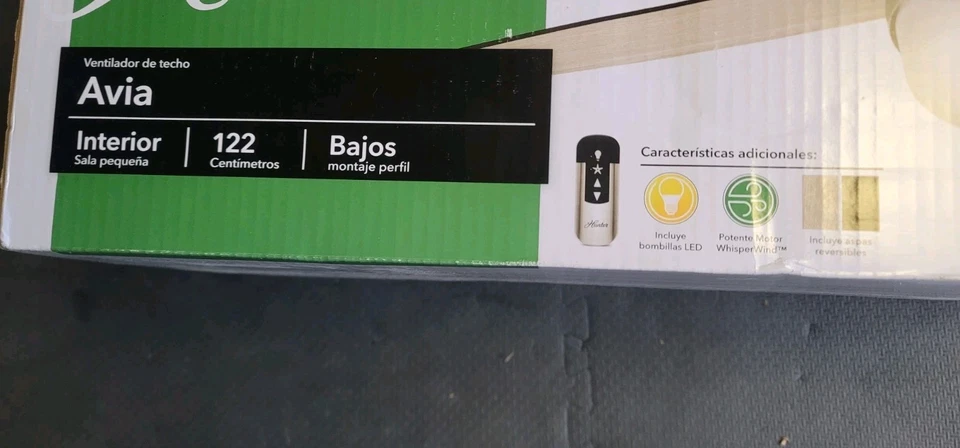 Ventilador de techo
Avia
Interior
Sala pequeña
122
Centímetros
Bajos
montaje perfil
Características adicionales:
Hunter
Incluye
bombillas LED
Potente Motor
WhisperWind™
Incluye aspas
reversibles